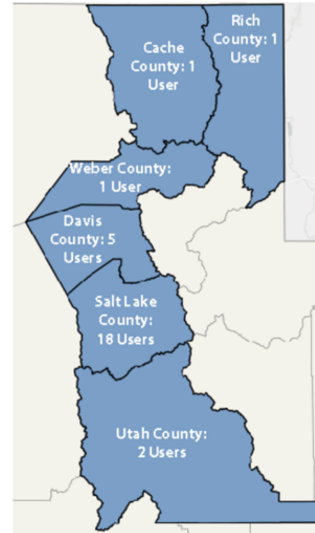 Rich
County: 1
User
Cache
County: 1
User
Weber County:
1 User
Davis
County: 5
Users
Salt Lake
County:
18 Users
Utah County:
2 Users